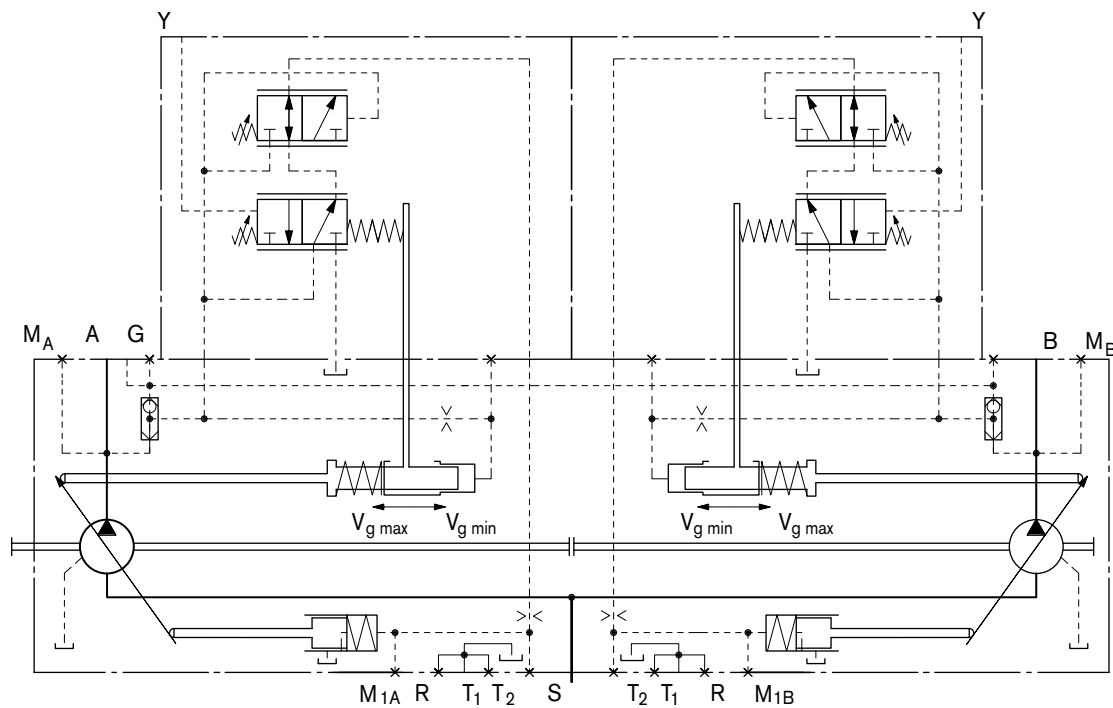 Y Y
M_A A G B M_B
V_g max V_g min V_g min V_g max
M_1A R T_1 T_2 S T_2 T_1 R M_1B